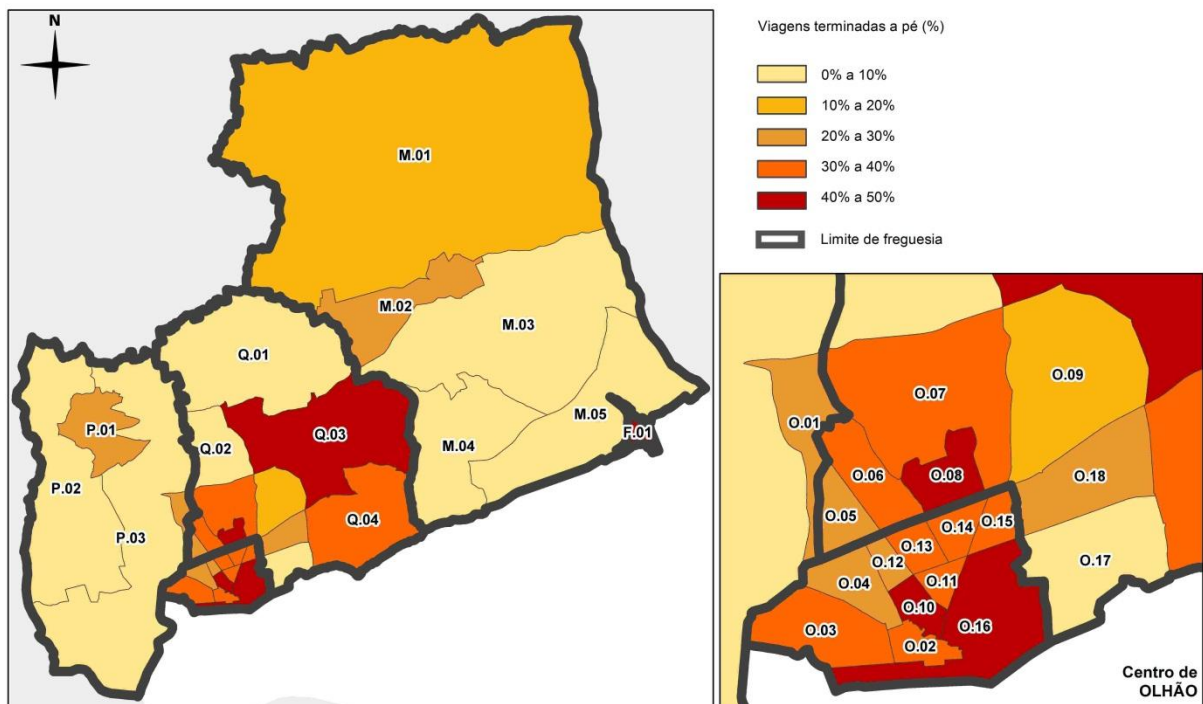 N
M.01
M.02
M.03
Q.01
P.01
Q.02
Q.03
M.05
F.01
M.04
P.02
Q.04
P.03
Viagens terminadas a pé (%)
0% a 10%
10% a 20%
20% a 30%
30% a 40%
40% a 50%
Limite de freguesia
O.09
O.07
O.01
O.06
O.08
O.18
O.05
O.14
O.15
O.13
O.12
O.17
O.04
O.11
O.10
O.16
O.03
O.02
Centro de
OLHÃO